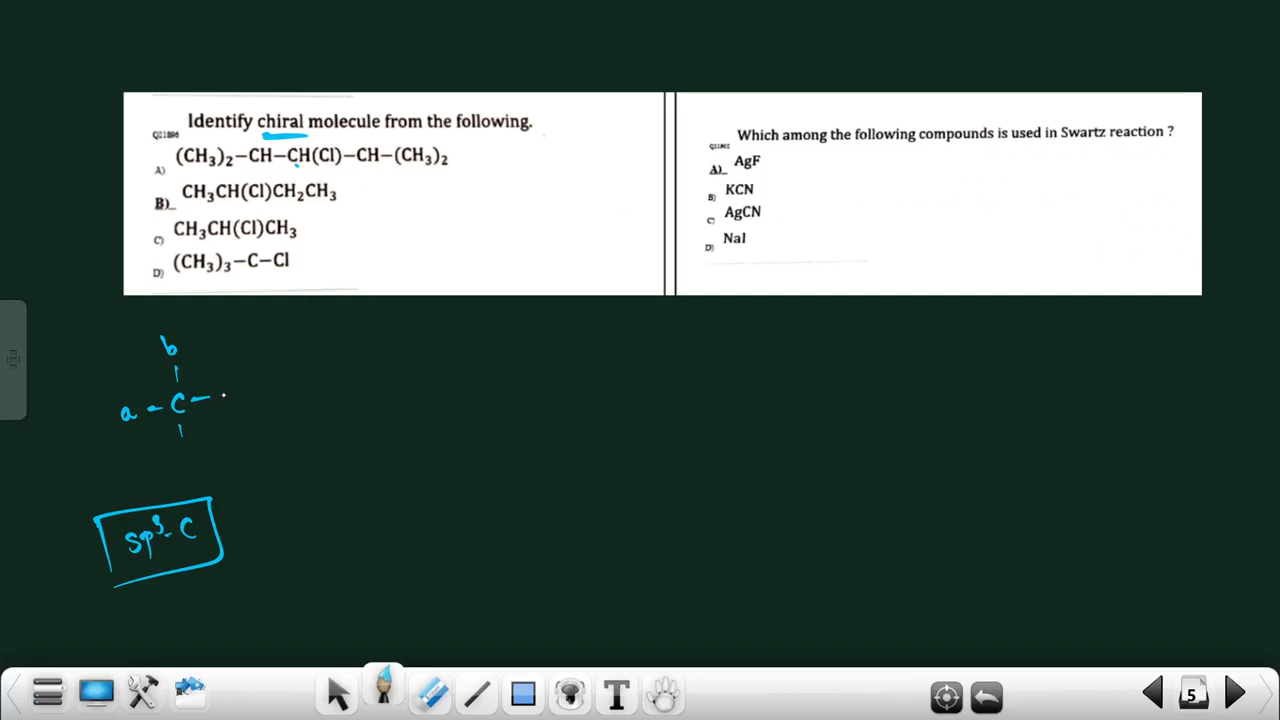 Identify chiral molecule from the following.
Q21896
A) (CH₃)₂−CH−CH(Cl)−CH−(CH₃)₂
B) CH₃CH(Cl)CH₂CH₃
C) CH₃CH(Cl)CH₃
D) (CH₃)₃−C−Cl
Which among the following compounds is used in Swartz reaction ?
A) AgF
B) KCN
C) AgCN
D) NaI
b
a - C -
sp³-C
T
5